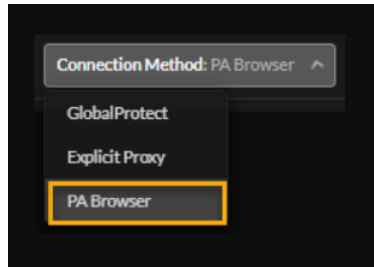 Connection Method: PA Browser
GlobalProtect
Explicit Proxy
PA Browser